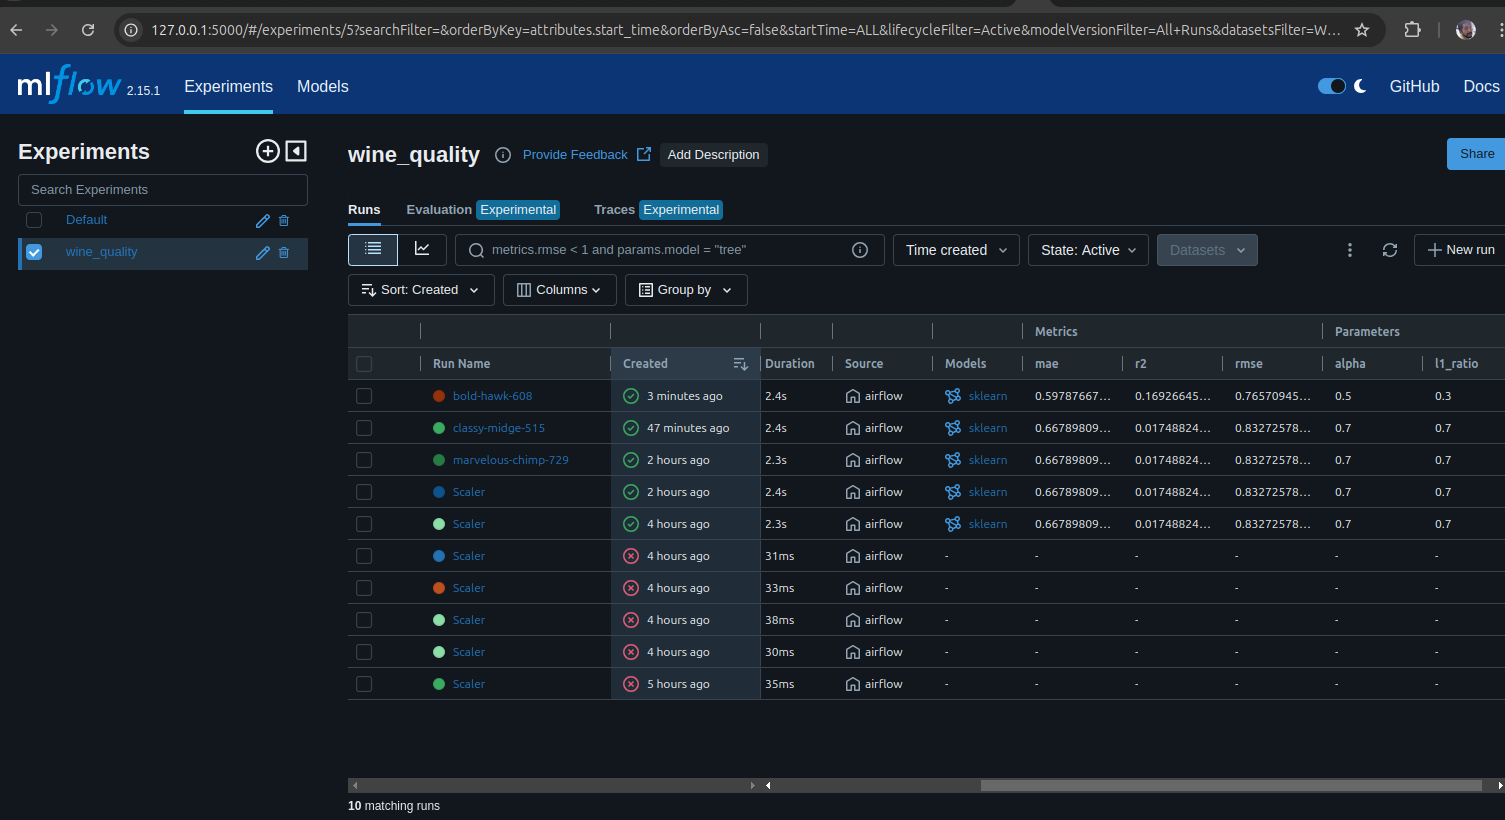 127.0.0.1:5000/#/experiments/5?searchFilter=&orderByKey=attributes.start_time&orderByAsc=false&startTime=ALL&lifecycleFilter=Active&modelVersionFilter=All+Runs&datasetsFilter=W...
mlflow 2.15.1 Experiments Models GitHub Docs
Experiments
Search Experiments
Default
wine_quality
wine_quality Provide Feedback Add Description Share
Runs Evaluation Experimental Traces Experimental
metrics.rmse < 1 and params.model = "tree" Time created State: Active Datasets New run
Sort: Created Columns Group by
Metrics Parameters
Run Name Created Duration Source Models mae r2 rmse alpha l1_ratio
bold-hawk-608 3 minutes ago 2.4s airflow sklearn 0.59787667... 0.16926645... 0.76570945... 0.5 0.3
classy-midge-515 47 minutes ago 2.4s airflow sklearn 0.66789809... 0.01748824... 0.83272578... 0.7 0.7
marvelous-chimp-729 2 hours ago 2.3s airflow sklearn 0.66789809... 0.01748824... 0.83272578... 0.7 0.7
Scaler 2 hours ago 2.4s airflow sklearn 0.66789809... 0.01748824... 0.83272578... 0.7 0.7
Scaler 4 hours ago 2.3s airflow sklearn 0.66789809... 0.01748824... 0.83272578... 0.7 0.7
Scaler 4 hours ago 31ms airflow - - - - - -
Scaler 4 hours ago 33ms airflow - - - - - -
Scaler 4 hours ago 38ms airflow - - - - - -
Scaler 4 hours ago 30ms airflow - - - - - -
Scaler 5 hours ago 35ms airflow - - - - - -
10 matching runs